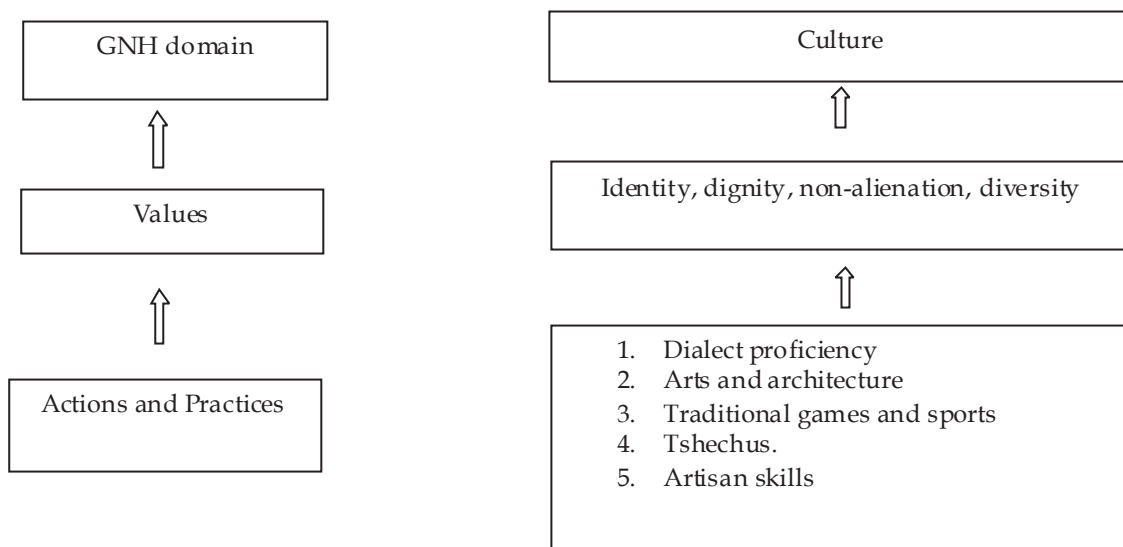 GNH domain
Culture
Values
Identity, dignity, non-alienation, diversity
Actions and Practices
1. Dialect proficiency
2. Arts and architecture
3. Traditional games and sports
4. Tshechus.
5. Artisan skills